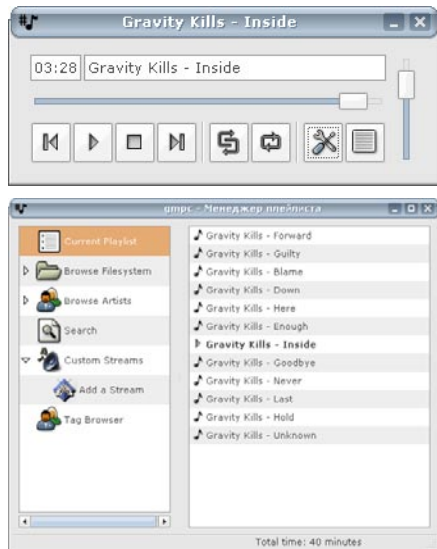 Gravity Kills - Inside
03:28 Gravity Kills - Inside
gmpc - Менеджер плейлиста
Current Playlist
Browse Filesystem
Browse Artists
Search
Custom Streams
Add a Stream
Tag Browser
Gravity Kills - Forward
Gravity Kills - Guilty
Gravity Kills - Blame
Gravity Kills - Down
Gravity Kills - Here
Gravity Kills - Enough
Gravity Kills - Inside
Gravity Kills - Goodbye
Gravity Kills - Never
Gravity Kills - Last
Gravity Kills - Hold
Gravity Kills - Unknown
Total time: 40 minutes